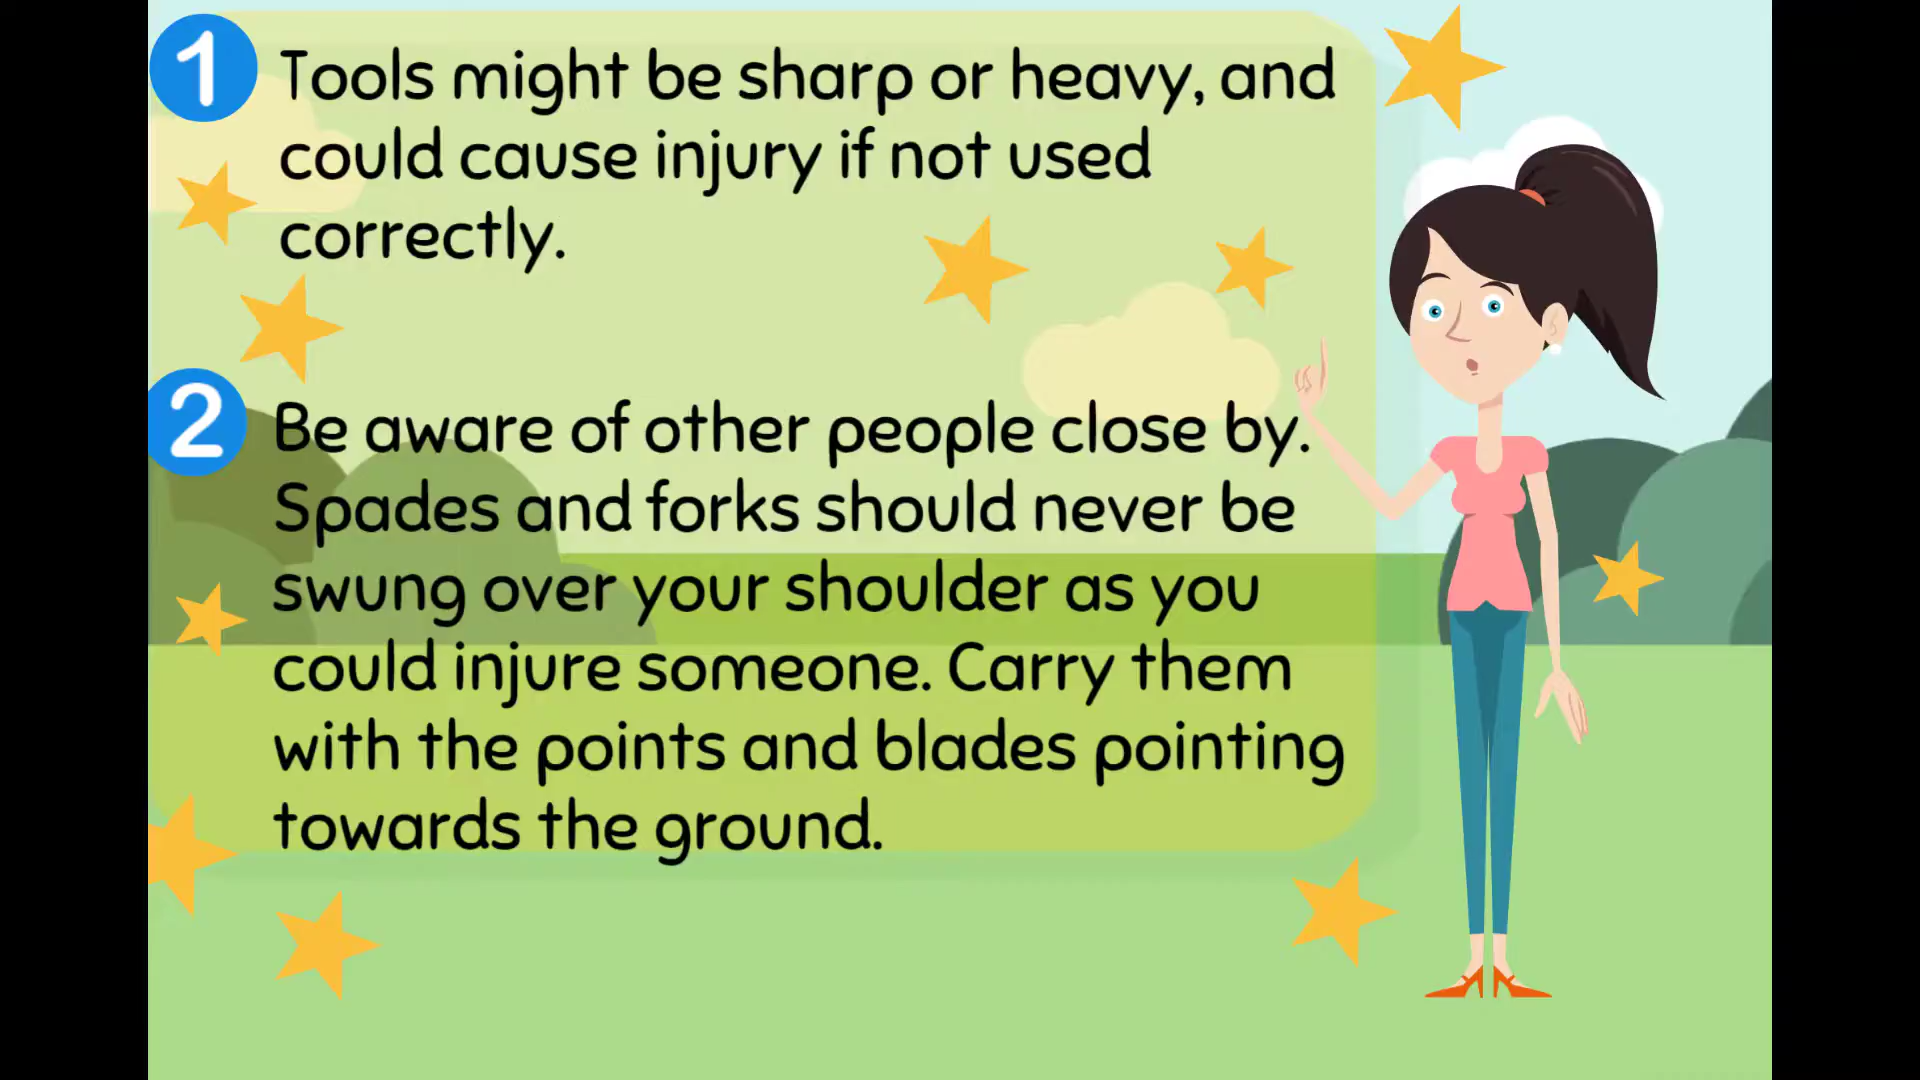 1 Tools might be sharp or heavy, and
could cause injury if not used
correctly.
2 Be aware of other people close by.
Spades and forks should never be
swung over your shoulder as you
could injure someone. Carry them
with the points and blades pointing
towards the ground.